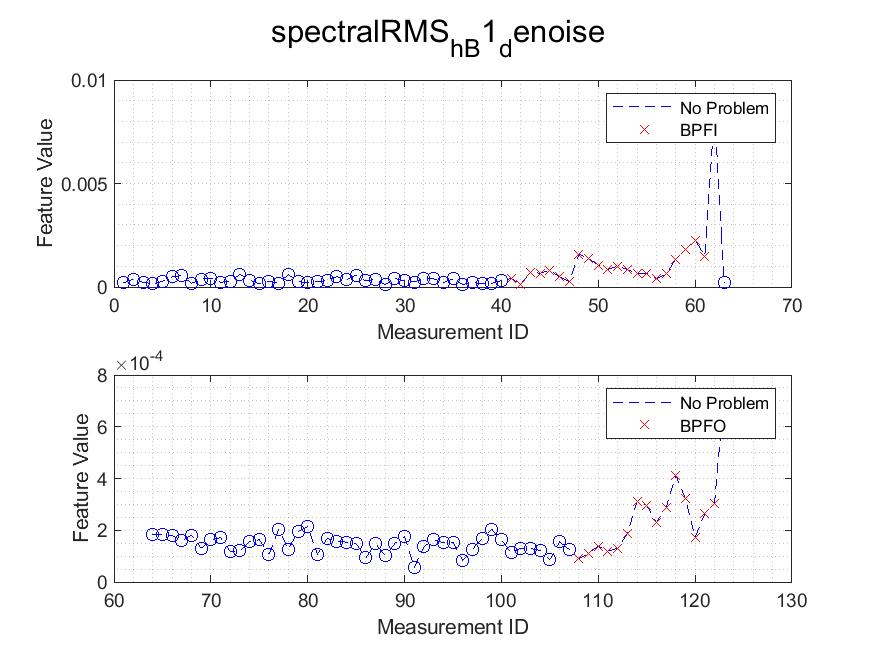 spectralRMS_hB1_denoise
0.01
0.005
0
Feature Value
No Problem
BPFI
0 10 20 30 40 50 60 70
Measurement ID
×10^-4
8
6
4
2
0
Feature Value
No Problem
BPFO
60 70 80 90 100 110 120 130
Measurement ID